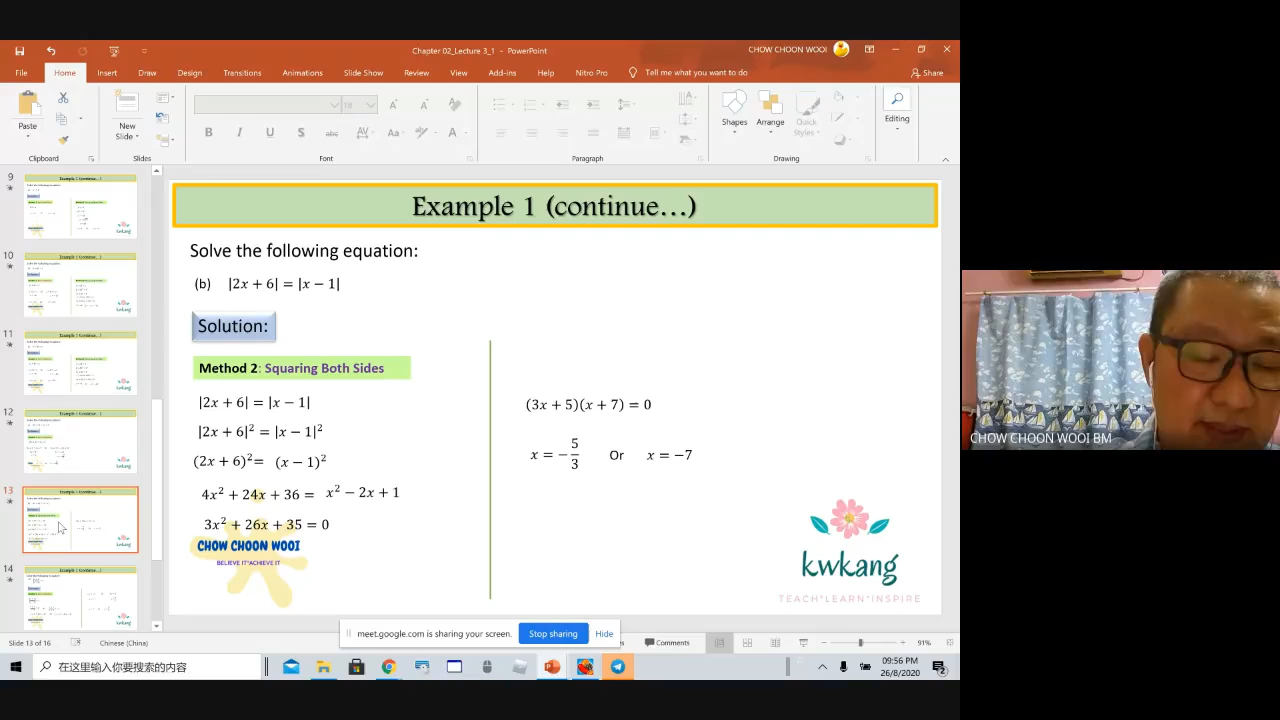 Chapter 02_Lecture 3_1 - PowerPoint
CHOW CHOON WOOI
File Home Insert Draw Design Transitions Animations Slide Show Review View Add-ins Help Nitro Pro Tell me what you want to do Share
Paste
New Slide
18
Shapes
Arrange
Quick Styles
Editing
Clipboard Slides Font Paragraph Drawing
9
10
11
12
13
14
Example 1 (continue…)
Solve the following equation:
(b) |2x + 6| = |x − 1|
Solution:
Method 2: Squaring Both Sides
|2x + 6| = |x − 1|
|2x + 6|² = |x − 1|²
(2x + 6)² = (x − 1)²
4x² + 24x + 36 = x² − 2x + 1
3x² + 26x + 35 = 0
CHOW CHOON WOOI
BELIEVE IT*ACHIEVE IT
(3x + 5)(x + 7) = 0
x = −5/3 Or x = −7
kwkang
TEACH*LEARN*INSPIRE
CHOW CHOON WOOI BM
meet.google.com is sharing your screen. Stop sharing Hide
Slide 13 of 16 Chinese (China) Comments 91%
在这里输入你要搜索的内容
09:56 PM
26/8/2020